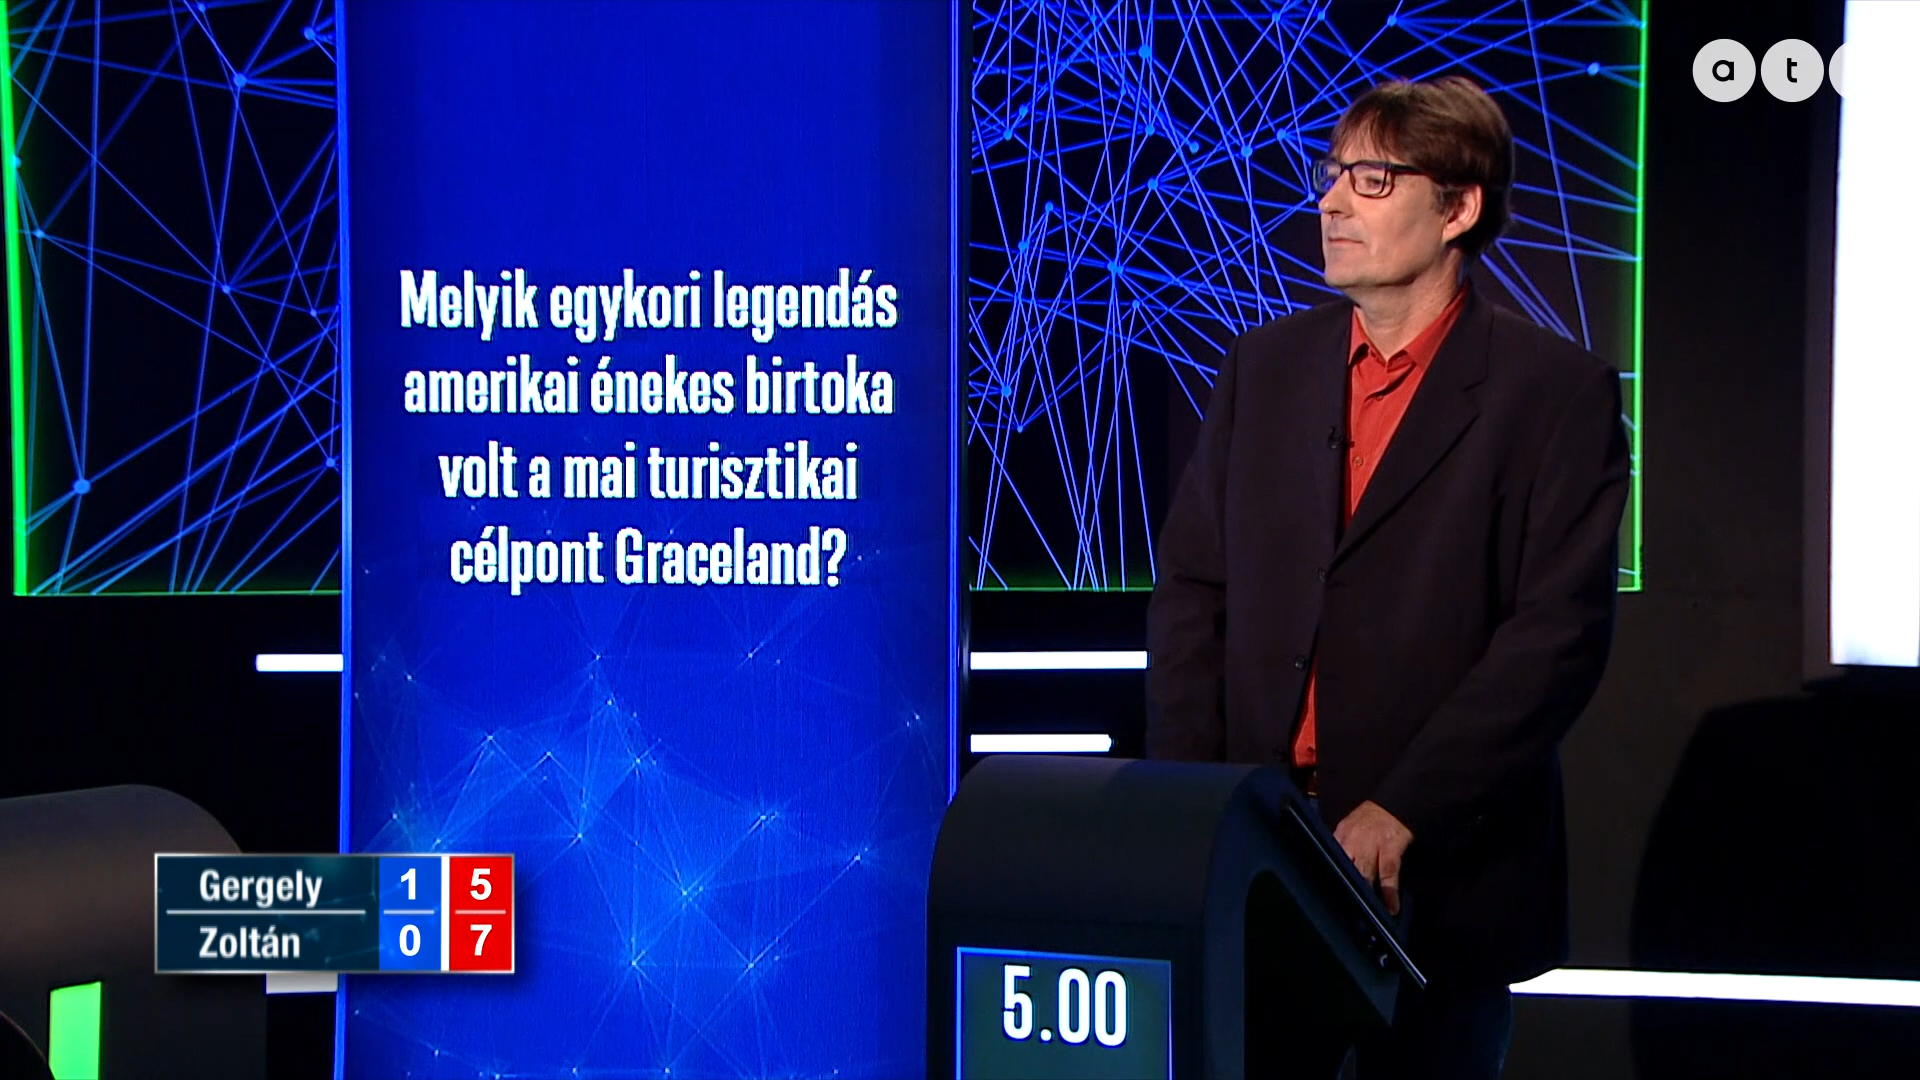 at
Melyik egykori legendás
amerikai énekes birtoka
volt a mai turisztikai
célpont Graceland?
Gergely 1 5
Zoltán 0 7
5.00